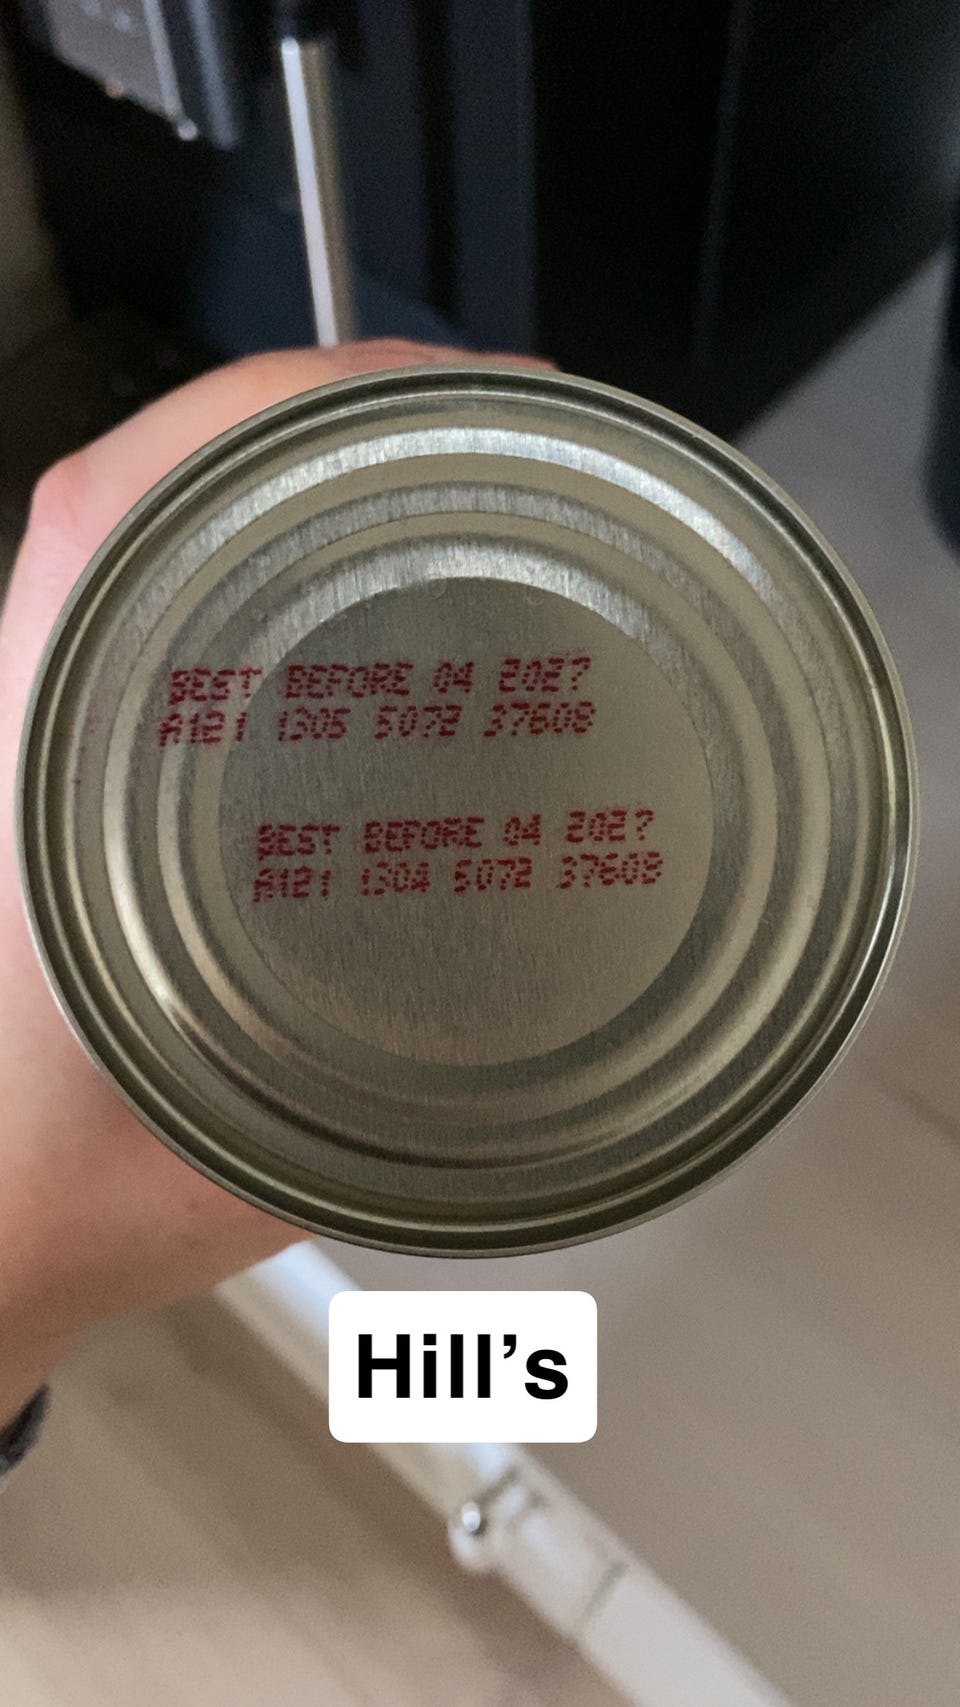 BEST BEFORE 04 2027
A121 1305 5072 37608
BEST BEFORE 04 2027
A121 1304 5072 37608
Hill’s